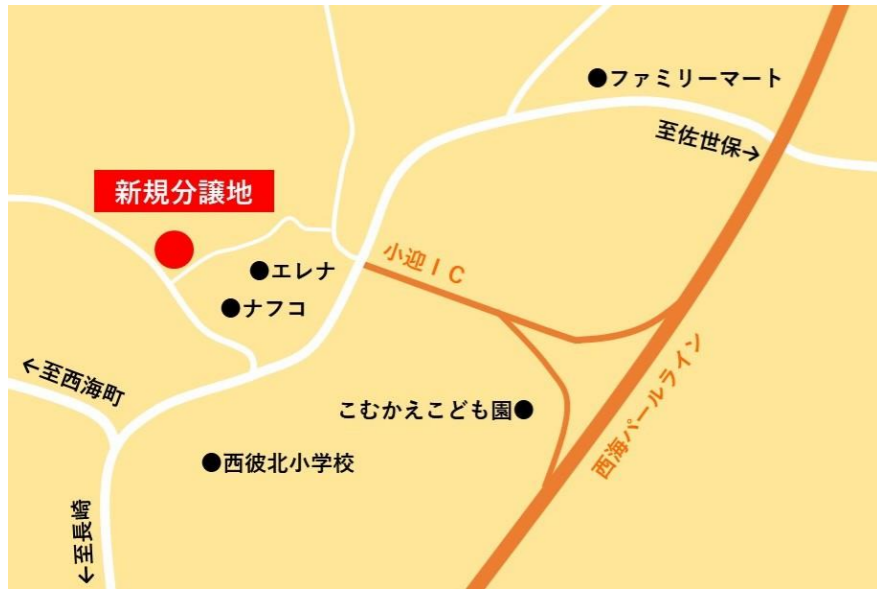 ●ファミリーマート
至佐世保→
新規分譲地
●エレナ
小迎IC
●ナフコ
西海パールライン
←至西海町
こむかえこども園●
●西彼北小学校
←至長崎